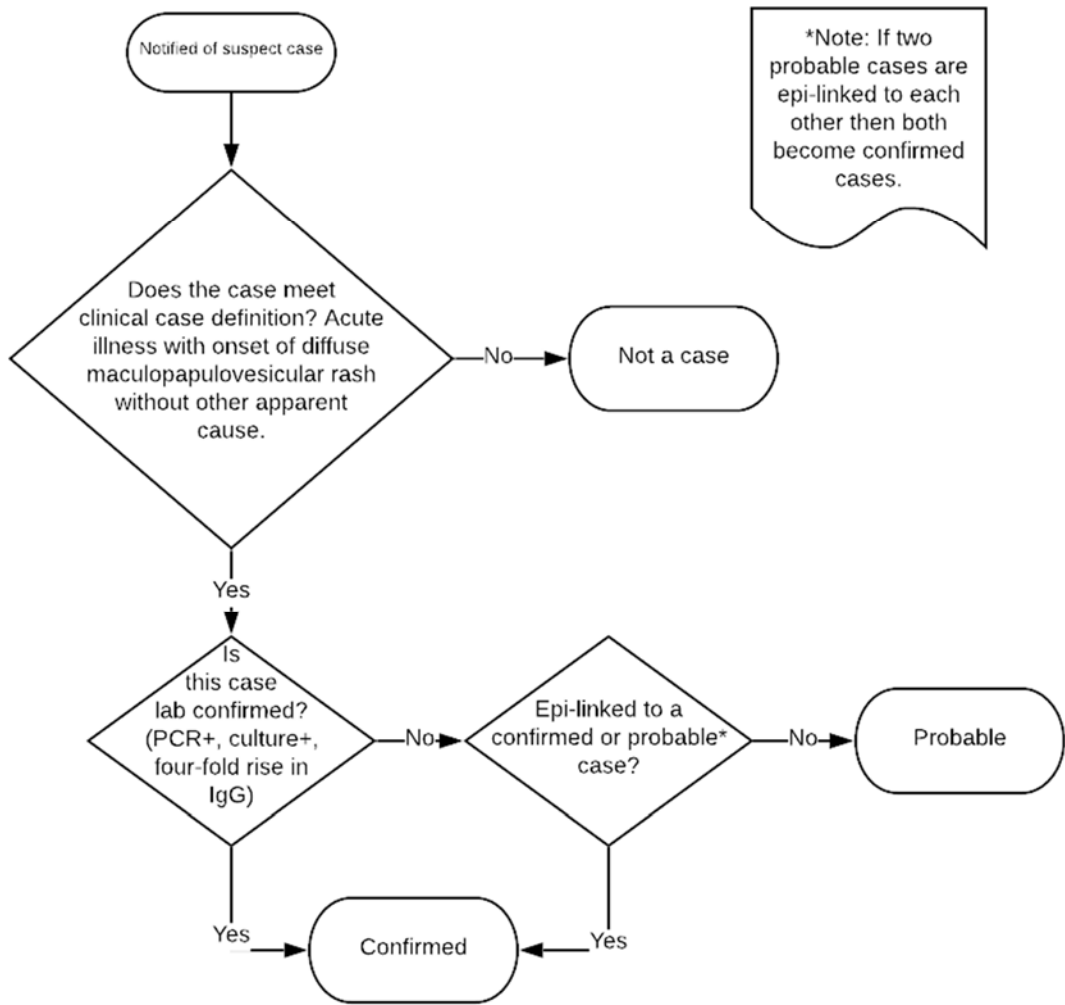 Notified of suspect case
*Note: If two
probable cases are
epi-linked to each
other then both
become confirmed
cases.
Does the case meet
clinical case definition? Acute
illness with onset of diffuse
maculopapulovesicular rash
without other apparent
cause.
No
Not a case
Yes
Is
this case
lab confirmed?
(PCR+, culture+,
four-fold rise in
IgG)
No
Epi-linked to a
confirmed or probable*
case?
No
Probable
Yes
Confirmed
Yes